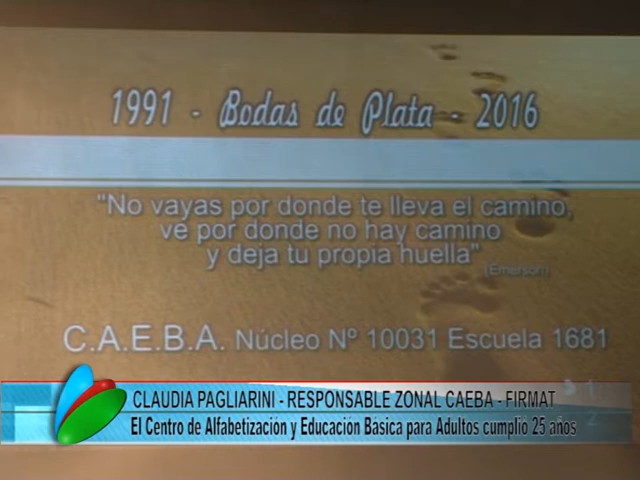 1991 - Bodas de Plata - 2016
"No vayas por donde te lleva el camino,
ve por donde no hay camino
y deja tu propia huella"
(Emerson)
C.A.E.B.A. Núcleo Nº 10031 Escuela 1681
CLAUDIA PAGLIARINI - RESPONSABLE ZONAL CAEBA - FIRMAT
El Centro de Alfabetización y Educación Básica para Adultos cumplió 25 años